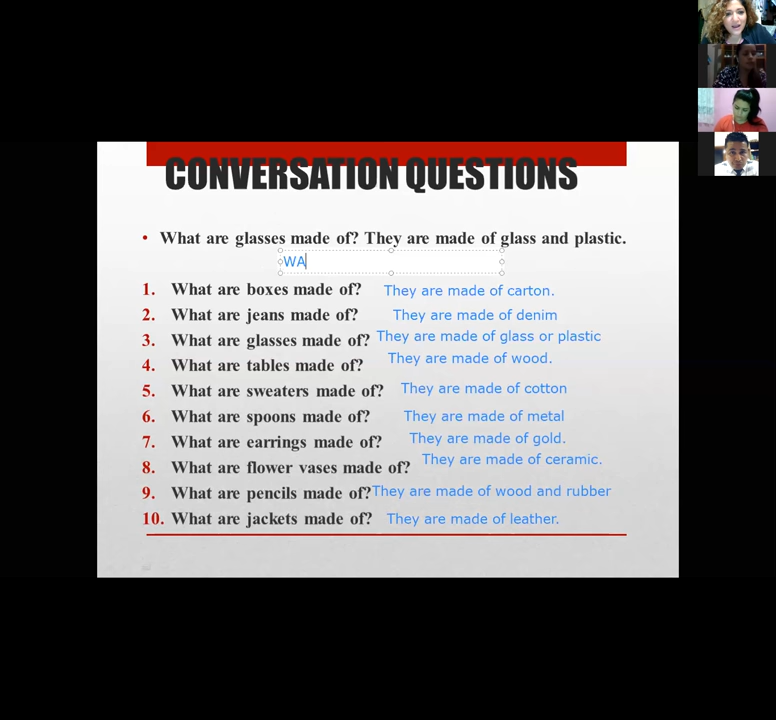 CONVERSATION QUESTIONS
• What are glasses made of? They are made of glass and plastic.
WA
1. What are boxes made of? They are made of carton.
2. What are jeans made of? They are made of denim
3. What are glasses made of? They are made of glass or plastic
4. What are tables made of? They are made of wood.
5. What are sweaters made of? They are made of cotton
6. What are spoons made of? They are made of metal
7. What are earrings made of? They are made of gold.
8. What are flower vases made of? They are made of ceramic.
9. What are pencils made of? They are made of wood and rubber
10. What are jackets made of? They are made of leather.